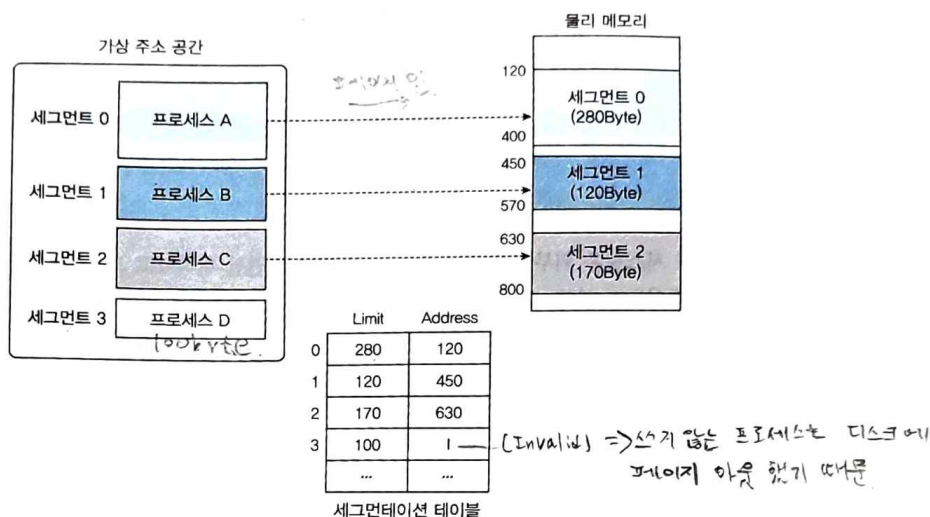 물리 메모리
가상 주소 공간
120
페이지 인
세그먼트 0
(280Byte)
세그먼트 0 프로세스 A
400
450
세그먼트 1
(120Byte)
세그먼트 1 프로세스 B
570
630
세그먼트 2
(170Byte)
세그먼트 2 프로세스 C
800
세그먼트 3 프로세스 D
Limit Address
0 280 120
1 120 450
2 170 630
3 100 I (Invalid) => 쓰지 않는 프로세스는 디스크에
페이지 아웃 했기 때문
... ...
세그먼테이션 테이블